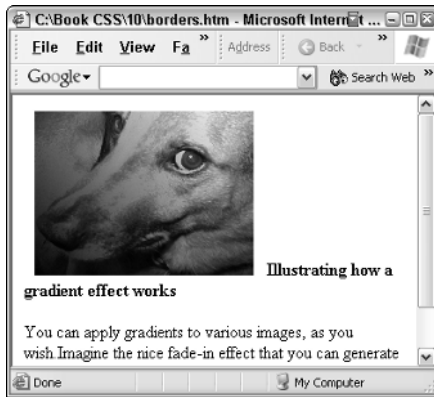 C:\Book CSS\10\borders.htm - Microsoft Intern t ...
File Edit View Fa » Address Back »
Google Search Web »
Illustrating how a
gradient effect works
You can apply gradients to various images, as you
wish.Imagine the nice fade-in effect that you can generate
Done My Computer